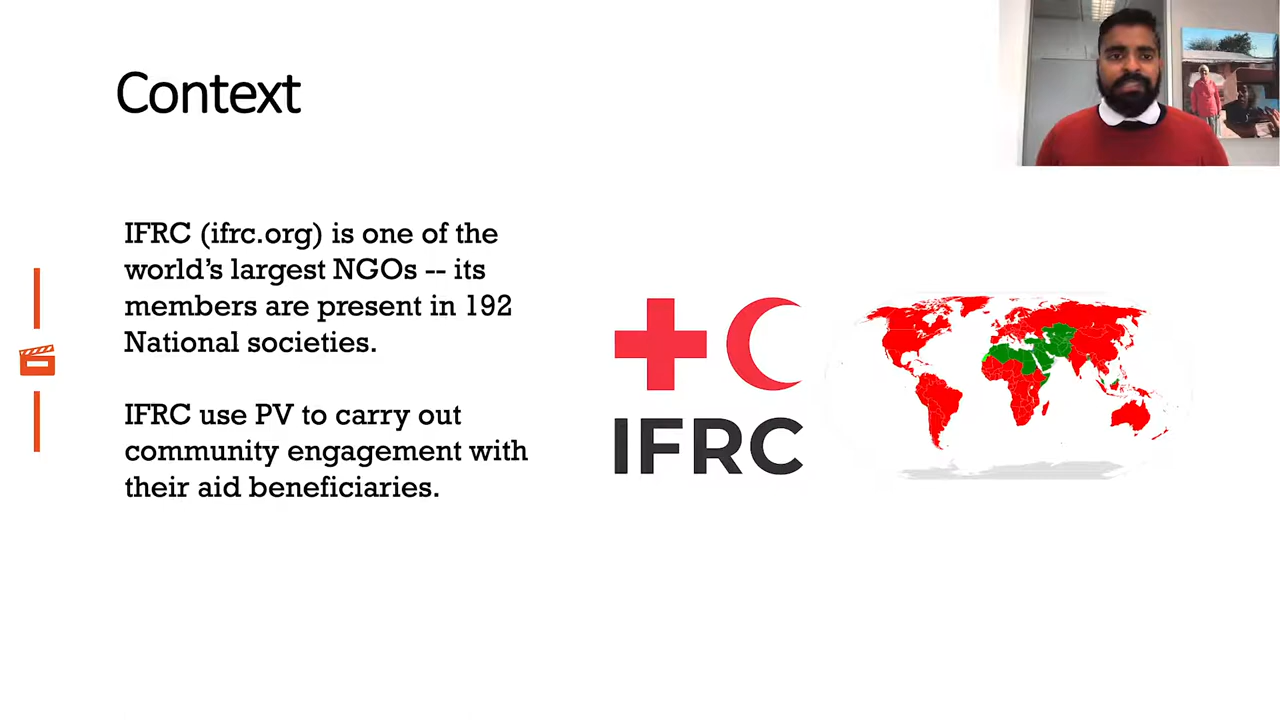 Context
IFRC (ifrc.org) is one of the
world’s largest NGOs -- its
members are present in 192
National societies.
IFRC use PV to carry out
community engagement with
their aid beneficiaries.
IFRC